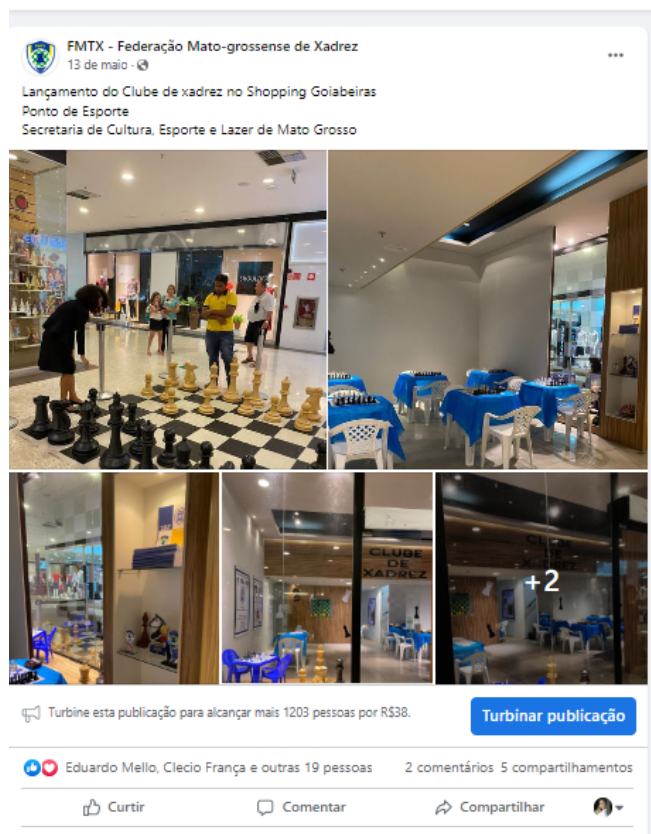 FMTX - Federação Mato-grossense de Xadrez
13 de maio
Lançamento do Clube de xadrez no Shopping Goiabeiras
Ponto de Esporte
Secretaria de Cultura, Esporte e Lazer de Mato Grosso
CLUBE
DE
XADREZ
CLUBE
DE
XADREZ
+2
Turbine esta publicação para alcançar mais 1203 pessoas por R$38.
Turbinar publicação
Eduardo Mello, Clecio França e outras 19 pessoas
2 comentários 5 compartilhamentos
Curtir
Comentar
Compartilhar